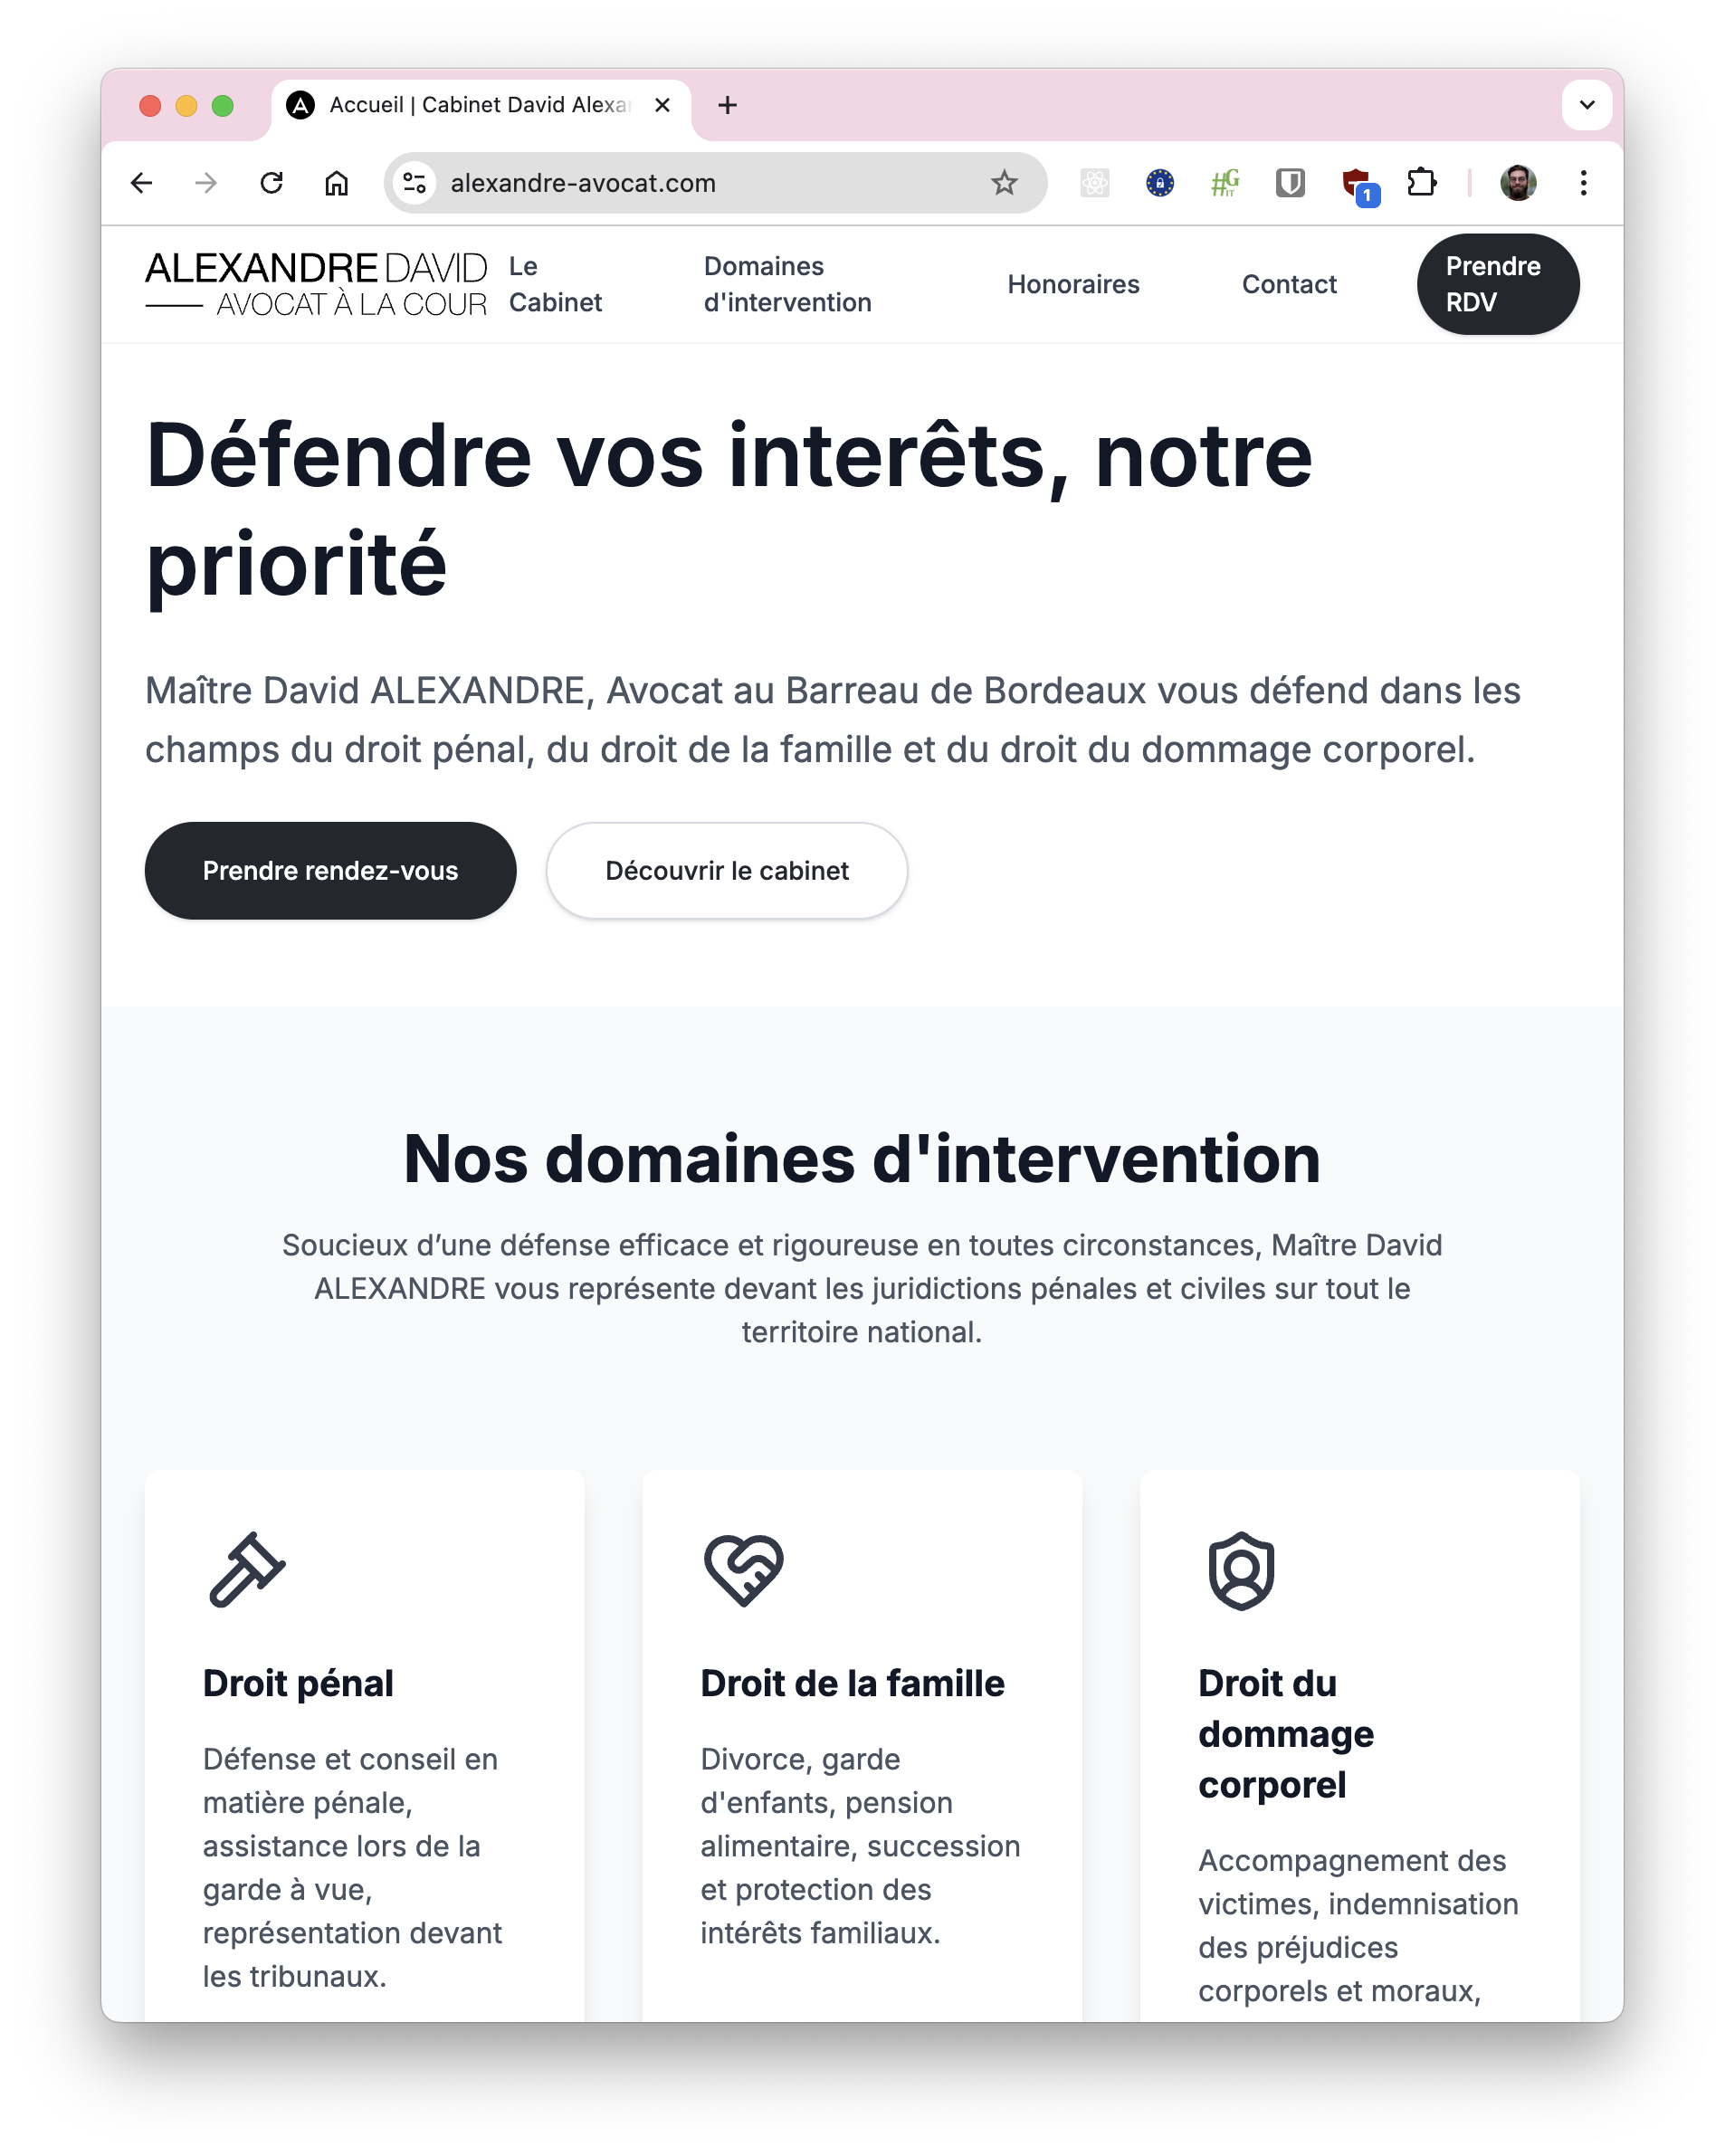 Accueil | Cabinet David Alexa
alexandre-avocat.com
1
ALEXANDRE DAVID
AVOCAT À LA COUR
Le
Cabinet
Domaines
d'intervention
Honoraires
Contact
Prendre
RDV
Défendre vos interêts, notre
priorité
Maître David ALEXANDRE, Avocat au Barreau de Bordeaux vous défend dans les
champs du droit pénal, du droit de la famille et du droit du dommage corporel.
Prendre rendez-vous
Découvrir le cabinet
Nos domaines d'intervention
Soucieux d’une défense efficace et rigoureuse en toutes circonstances, Maître David
ALEXANDRE vous représente devant les juridictions pénales et civiles sur tout le
territoire national.
Droit pénal
Défense et conseil en
matière pénale,
assistance lors de la
garde à vue,
représentation devant
les tribunaux.
Droit de la famille
Divorce, garde
d'enfants, pension
alimentaire, succession
et protection des
intérêts familiaux.
Droit du
dommage
corporel
Accompagnement des
victimes, indemnisation
des préjudices
corporels et moraux,